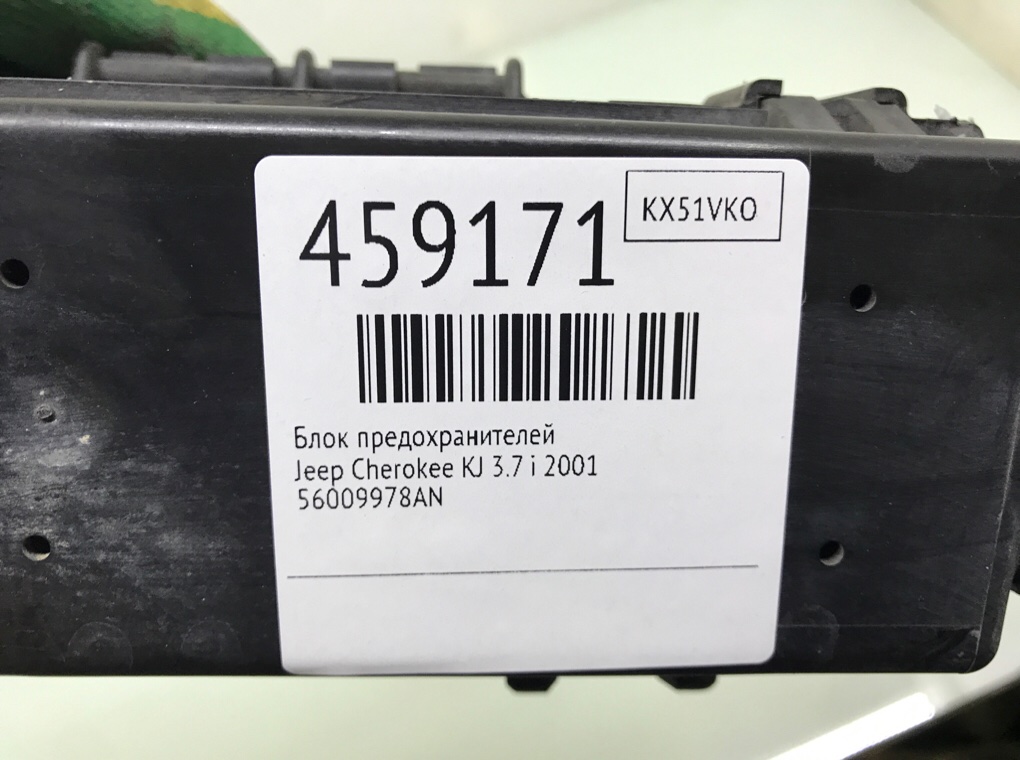 459171
KX51VKO
Блок предохранителей
Jeep Cherokee KJ 3.7 i 2001
56009978AN